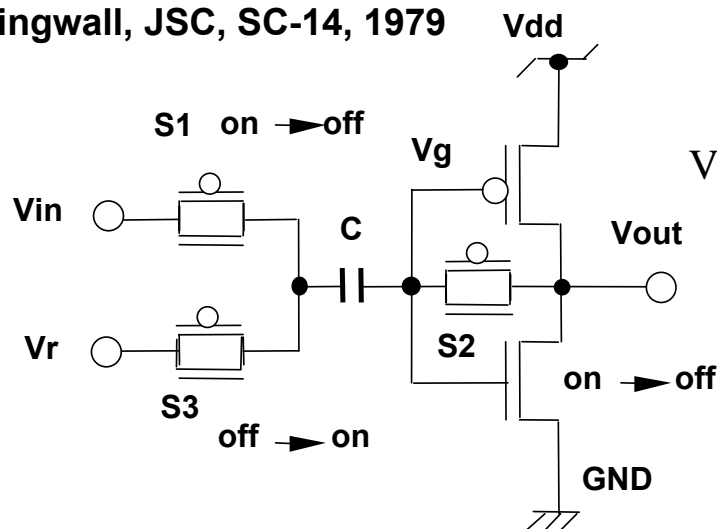 ingwall, JSC, SC-14, 1979
Vdd
S1 on off
Vg
V
Vin
C
Vout
Vr
S2
S3
on off
off on
GND